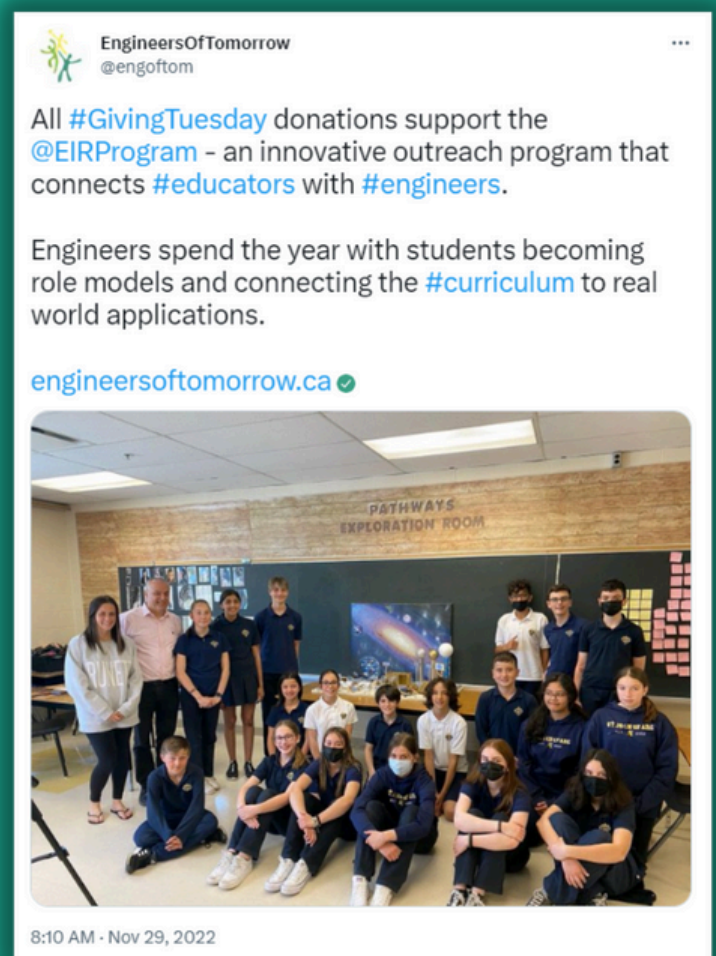 EngineersOfTomorrow
@engoftom
All #GivingTuesday donations support the
@EIRProgram – an innovative outreach program that
connects #educators with #engineers.
Engineers spend the year with students becoming
role models and connecting the #curriculum to real
world applications.
engineersoftomorrow.ca
PATHWAYS
EXPLORATION ROOM
8:10 AM · Nov 29, 2022